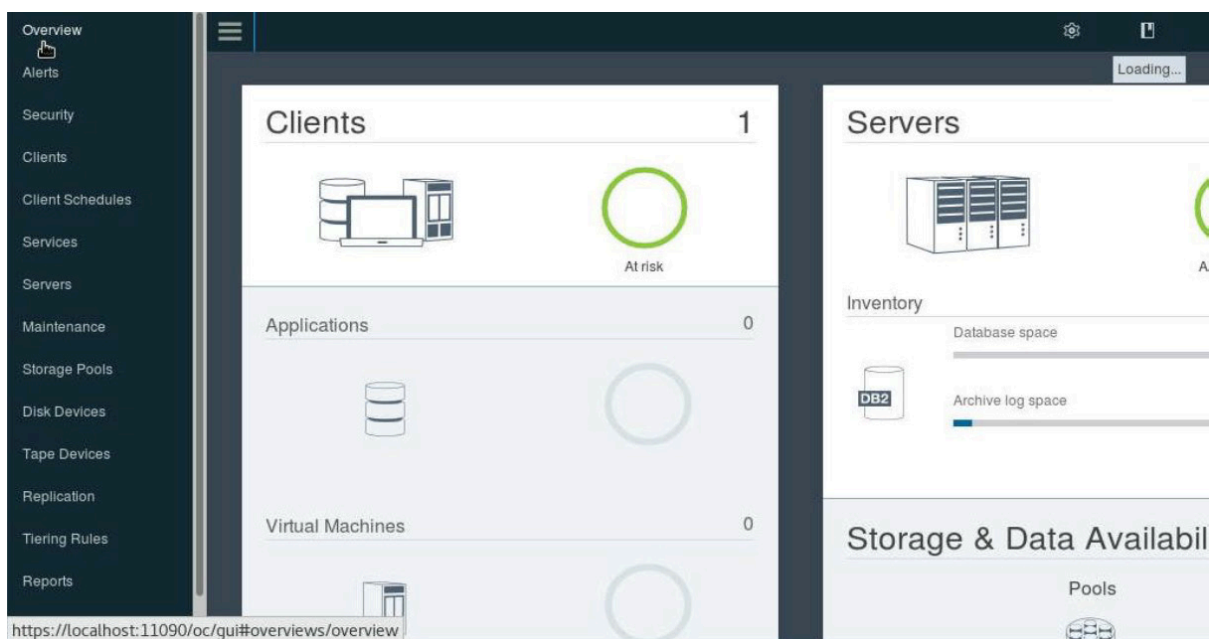 Overview
Alerts
Security
Clients
Client Schedules
Services
Servers
Maintenance
Storage Pools
Disk Devices
Tape Devices
Replication
Tiering Rules
Reports
https://localhost:11090/oc/gui#overviews/overview
Loading...
Clients 1
At risk
Applications 0
Virtual Machines 0
Servers
Inventory
Database space
DB2
Archive log space
Storage & Data Availabil
Pools